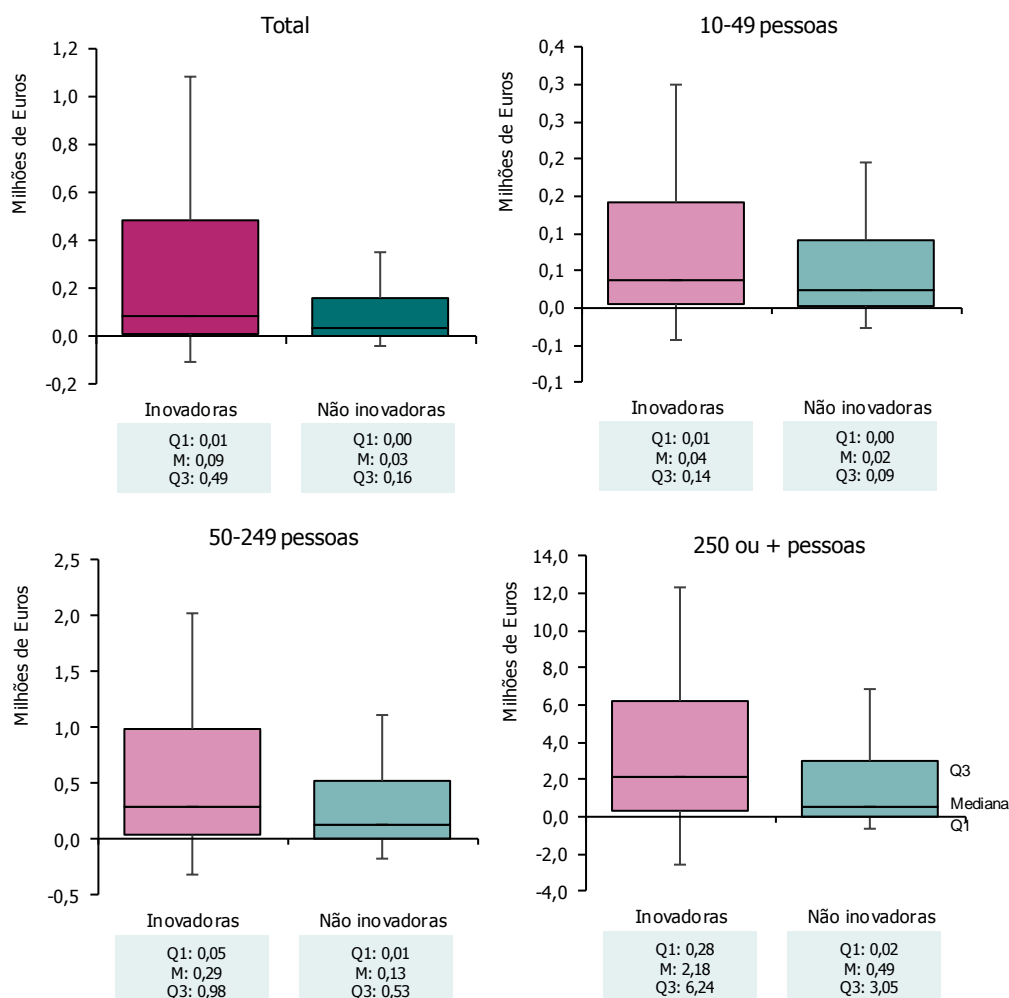 Total
Milhões de Euros
1,2
1,0
0,8
0,6
0,4
0,2
0,0
-0,2
Inovadoras
Não inovadoras
Q1: 0,01
M: 0,09
Q3: 0,49
Q1: 0,00
M: 0,03
Q3: 0,16
10-49 pessoas
Milhões de Euros
0,4
0,3
0,3
0,2
0,2
0,1
0,1
0,0
-0,1
-0,1
Inovadoras
Não inovadoras
Q1: 0,01
M: 0,04
Q3: 0,14
Q1: 0,00
M: 0,02
Q3: 0,09
50-249 pessoas
Milhões de Euros
2,5
2,0
1,5
1,0
0,5
0,0
-0,5
Inovadoras
Não inovadoras
Q1: 0,05
M: 0,29
Q3: 0,98
Q1: 0,01
M: 0,13
Q3: 0,53
250 ou + pessoas
Milhões de Euros
14,0
12,0
10,0
8,0
6,0
4,0
2,0
0,0
-2,0
-4,0
Q3
Mediana
Q1
Inovadoras
Não inovadoras
Q1: 0,28
M: 2,18
Q3: 6,24
Q1: 0,02
M: 0,49
Q3: 3,05